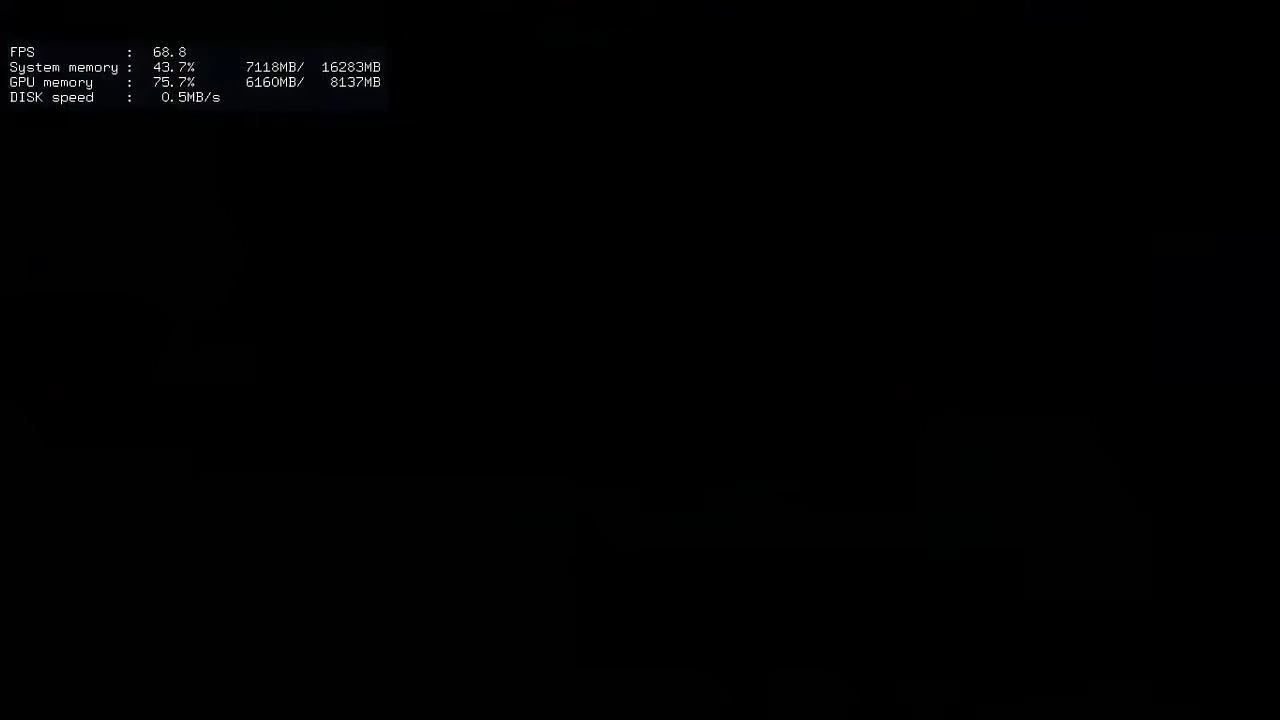 FPS : 68.8
System memory : 43.7% 7118MB/ 16283MB
GPU memory : 75.7% 6160MB/ 8137MB
DISK speed : 0.5MB/s